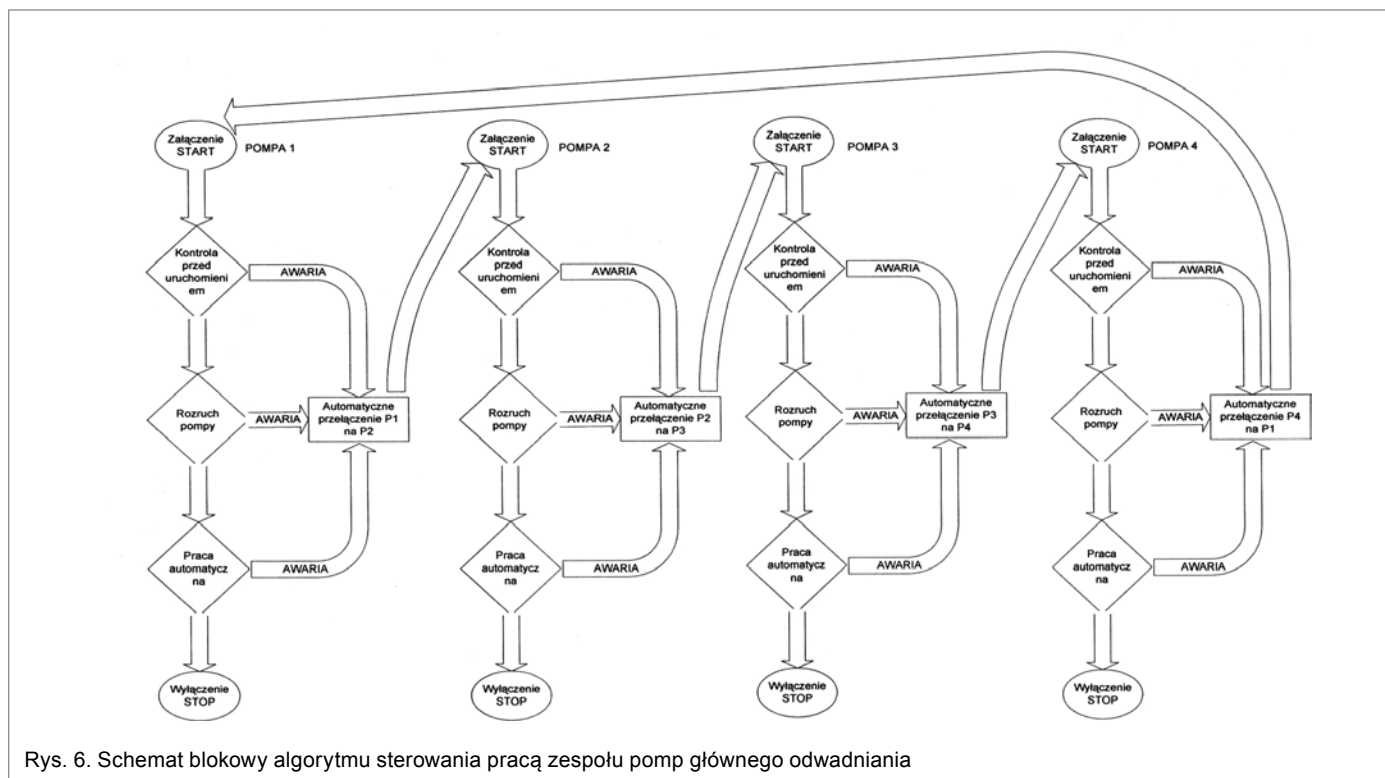 Załączenie
START
POMPA 1
Kontrola
przed
uruchomieni
em
AWARIA
Rozruch
pompy
AWARIA
Automatyczne
przełączenie P1
na P2
Praca
automatycz
na
AWARIA
Wyłączenie
STOP
Załączenie
START
POMPA 2
Kontrola
przed
uruchomieni
em
AWARIA
Rozruch
pompy
AWARIA
Automatyczne
przełączenie P2
na P3
Praca
automatycz
na
AWARIA
Wyłączenie
STOP
Załączenie
START
POMPA 3
Kontrola
przed
uruchomieni
em
AWARIA
Rozruch
pompy
AWARIA
Automatyczne
przełączenie P3
na P4
Praca
automatycz
na
AWARIA
Wyłączenie
STOP
Załączenie
START
POMPA 4
Kontrola
przed
uruchomieni
em
AWARIA
Rozruch
pompy
AWARIA
Automatyczne
przełączenie P4
na P1
Praca
automatycz
na
AWARIA
Wyłączenie
STOP
Rys. 6. Schemat blokowy algorytmu sterowania pracą zespołu pomp głównego odwadniania